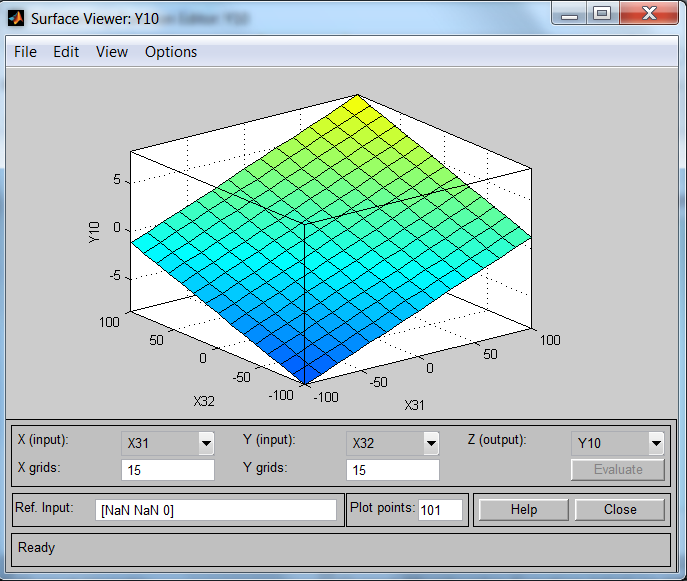 Surface Viewer: Y10
File Edit View Options
5
0
-5
Y10
100
50
0
-50
-100
X32
-100
-50
0
50
100
X31
X (input): X31 Y (input): X32 Z (output): Y10
X grids: 15 Y grids: 15 Evaluate
Ref. Input: [NaN NaN 0] Plot points: 101 Help Close
Ready